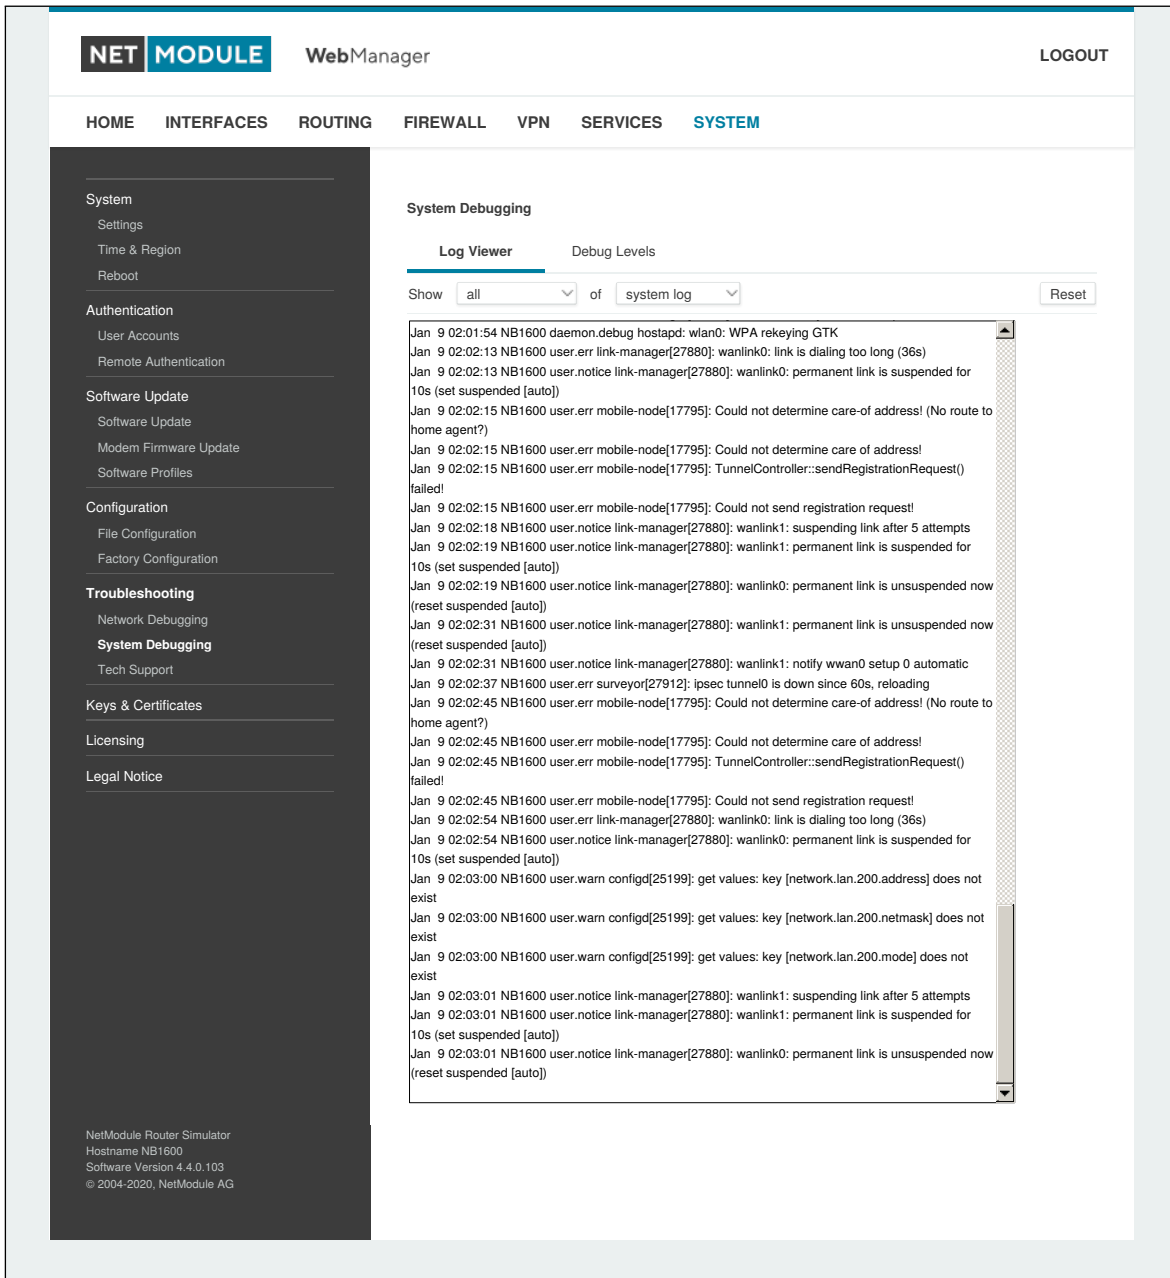 NET MODULE WebManager LOGOUT
HOME INTERFACES ROUTING FIREWALL VPN SERVICES SYSTEM
System
Settings
Time & Region
Reboot
Authentication
User Accounts
Remote Authentication
Software Update
Software Update
Modem Firmware Update
Software Profiles
Configuration
File Configuration
Factory Configuration
Troubleshooting
Network Debugging
System Debugging
Tech Support
Keys & Certificates
Licensing
Legal Notice
NetModule Router Simulator
Hostname NB1600
Software Version 4.4.0.103
© 2004-2020, NetModule AG
System Debugging
Log Viewer Debug Levels
Show all of system log Reset
Jan 9 02:01:54 NB1600 daemon.debug hostapd: wlan0: WPA rekeying GTK
Jan 9 02:02:13 NB1600 user.err link-manager[27880]: wanlink0: link is dialing too long (36s)
Jan 9 02:02:13 NB1600 user.notice link-manager[27880]: wanlink0: permanent link is suspended for
10s (set suspended [auto])
Jan 9 02:02:15 NB1600 user.err mobile-node[17795]: Could not determine care-of address! (No route to
home agent?)
Jan 9 02:02:15 NB1600 user.err mobile-node[17795]: Could not determine care of address!
Jan 9 02:02:15 NB1600 user.err mobile-node[17795]: TunnelController::sendRegistrationRequest()
failed!
Jan 9 02:02:15 NB1600 user.err mobile-node[17795]: Could not send registration request!
Jan 9 02:02:18 NB1600 user.notice link-manager[27880]: wanlink1: suspending link after 5 attempts
Jan 9 02:02:19 NB1600 user.notice link-manager[27880]: wanlink1: permanent link is suspended for
10s (set suspended [auto])
Jan 9 02:02:19 NB1600 user.notice link-manager[27880]: wanlink0: permanent link is unsuspended now
(reset suspended [auto])
Jan 9 02:02:31 NB1600 user.notice link-manager[27880]: wanlink1: permanent link is unsuspended now
(reset suspended [auto])
Jan 9 02:02:31 NB1600 user.notice link-manager[27880]: wanlink1: notify wwan0 setup 0 automatic
Jan 9 02:02:37 NB1600 user.err surveyor[27912]: ipsec tunnel0 is down since 60s, reloading
Jan 9 02:02:45 NB1600 user.err mobile-node[17795]: Could not determine care-of address! (No route to
home agent?)
Jan 9 02:02:45 NB1600 user.err mobile-node[17795]: Could not determine care of address!
Jan 9 02:02:45 NB1600 user.err mobile-node[17795]: TunnelController::sendRegistrationRequest()
failed!
Jan 9 02:02:45 NB1600 user.err mobile-node[17795]: Could not send registration request!
Jan 9 02:02:54 NB1600 user.err link-manager[27880]: wanlink0: link is dialing too long (36s)
Jan 9 02:02:54 NB1600 user.notice link-manager[27880]: wanlink0: permanent link is suspended for
10s (set suspended [auto])
Jan 9 02:03:00 NB1600 user.warn configd[25199]: get values: key [network.lan.200.address] does not
exist
Jan 9 02:03:00 NB1600 user.warn configd[25199]: get values: key [network.lan.200.netmask] does not
exist
Jan 9 02:03:00 NB1600 user.warn configd[25199]: get values: key [network.lan.200.mode] does not
exist
Jan 9 02:03:01 NB1600 user.notice link-manager[27880]: wanlink1: suspending link after 5 attempts
Jan 9 02:03:01 NB1600 user.notice link-manager[27880]: wanlink1: permanent link is suspended for
10s (set suspended [auto])
Jan 9 02:03:01 NB1600 user.notice link-manager[27880]: wanlink0: permanent link is unsuspended now
(reset suspended [auto])